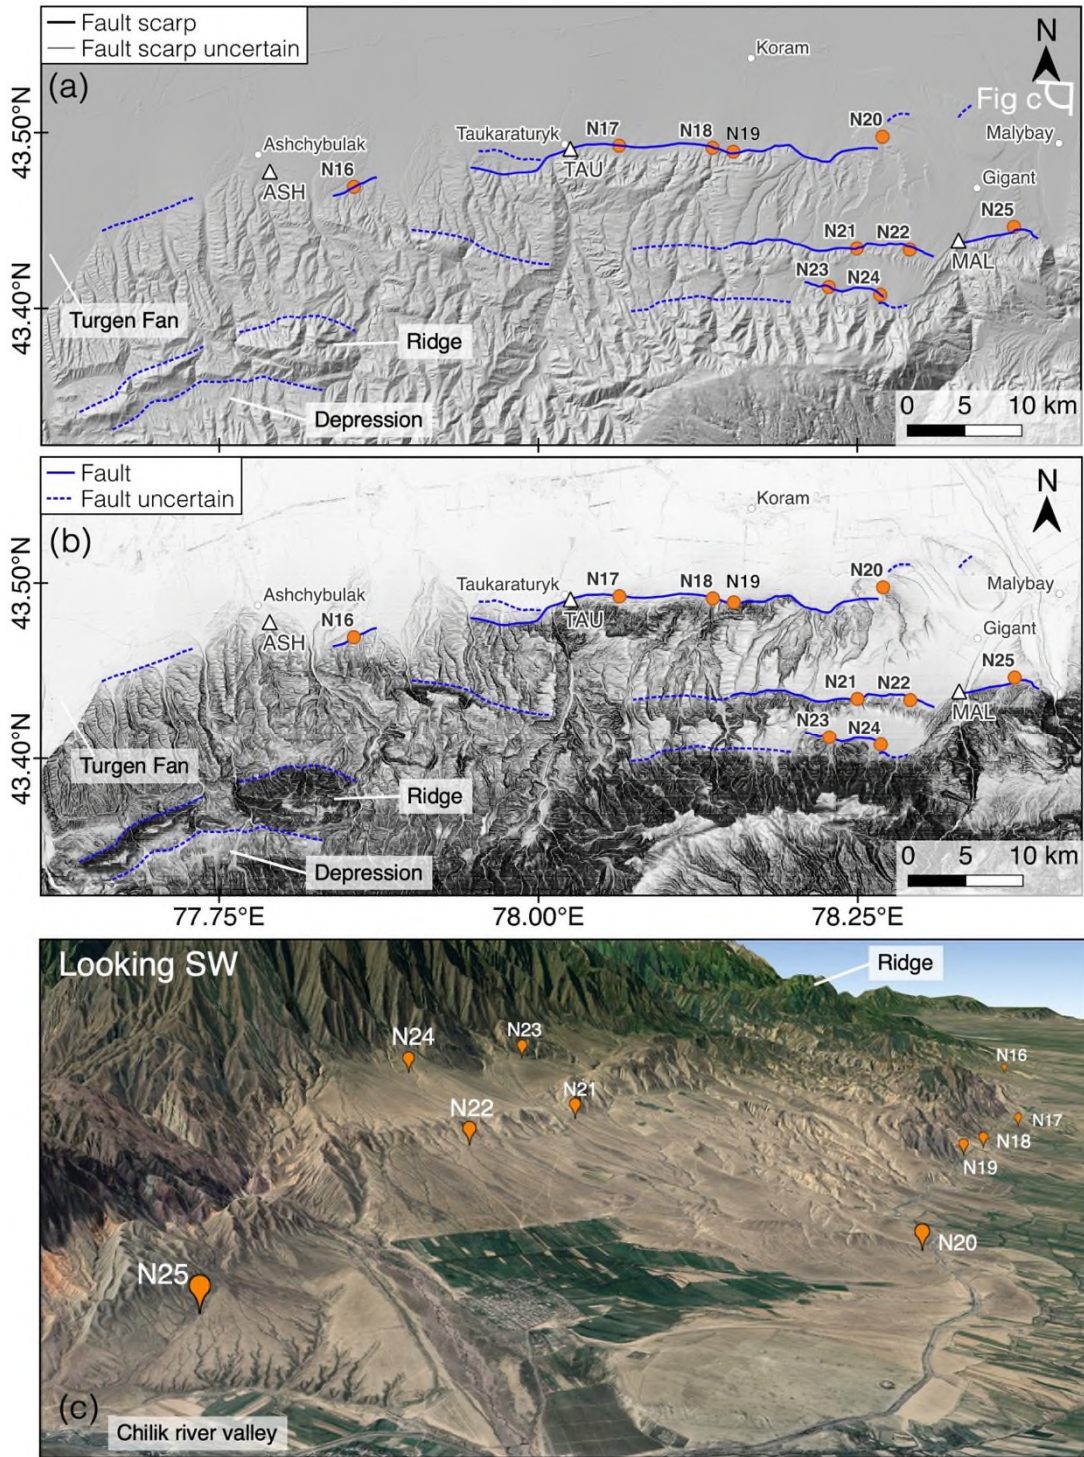 Fault scarp
Fault scarp uncertain
(a)
N
Fig c
Koram
Malybay
Gigant
Taukaraturyk
Ashchybulak
N16
N17
N18
N19
N20
N21
N22
N23
N24
N25
ASH
TAU
MAL
Turgen Fan
Ridge
Depression
0 5 10 km
43.50°N
43.40°N
Fault
Fault uncertain
(b)
N
Koram
Malybay
Gigant
Taukaraturyk
Ashchybulak
N16
N17
N18
N19
N20
N21
N22
N23
N24
N25
ASH
TAU
MAL
Turgen Fan
Ridge
Depression
0 5 10 km
43.50°N
43.40°N
77.75°E 78.00°E 78.25°E
Looking SW
Ridge
N24
N23
N16
N21
N22
N17
N18
N19
N20
N25
(c)
Chilik river valley